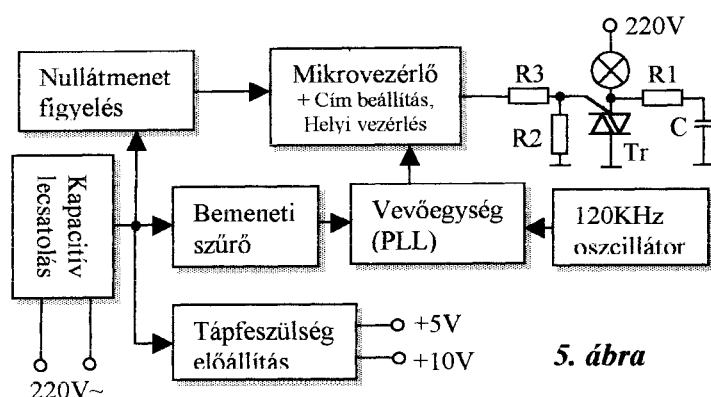 220V
Nullátmenet
figyelés
Mikrovezérlő
+ Cím beállítás,
Helyi vezérlés
R3
R1
R2
C
Tr
Kapacitív
lecsatolás
Bemeneti
szűrő
Vevőegység
(PLL)
120KHz
oszcillátor
Tápfeszülség
előállítás
+5V
+10V
5. ábra
220V~